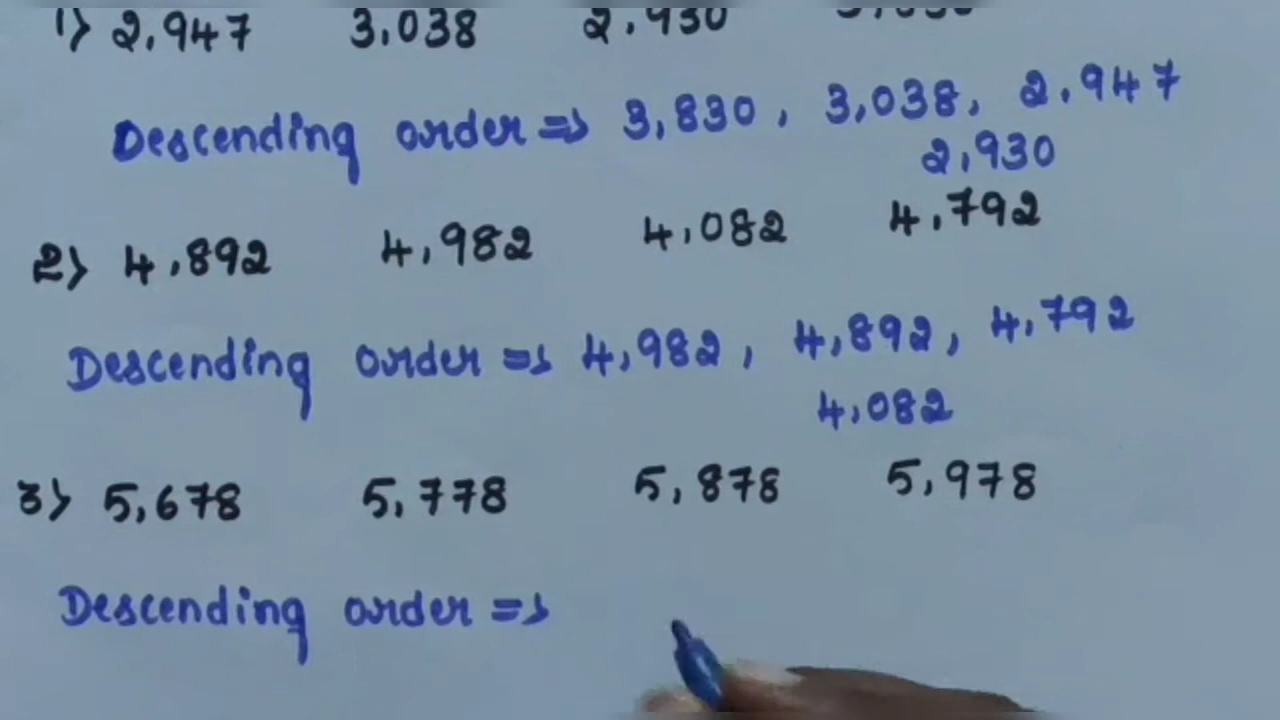 1) 2,947 3,038 2,930
Descending order => 3,830, 3,038, 2,947
2,930
2) 4,892 4,982 4,082 4,792
Descending order => 4,982, 4,892, 4,792
4,082
3) 5,678 5,778 5,878 5,978
Descending order =>